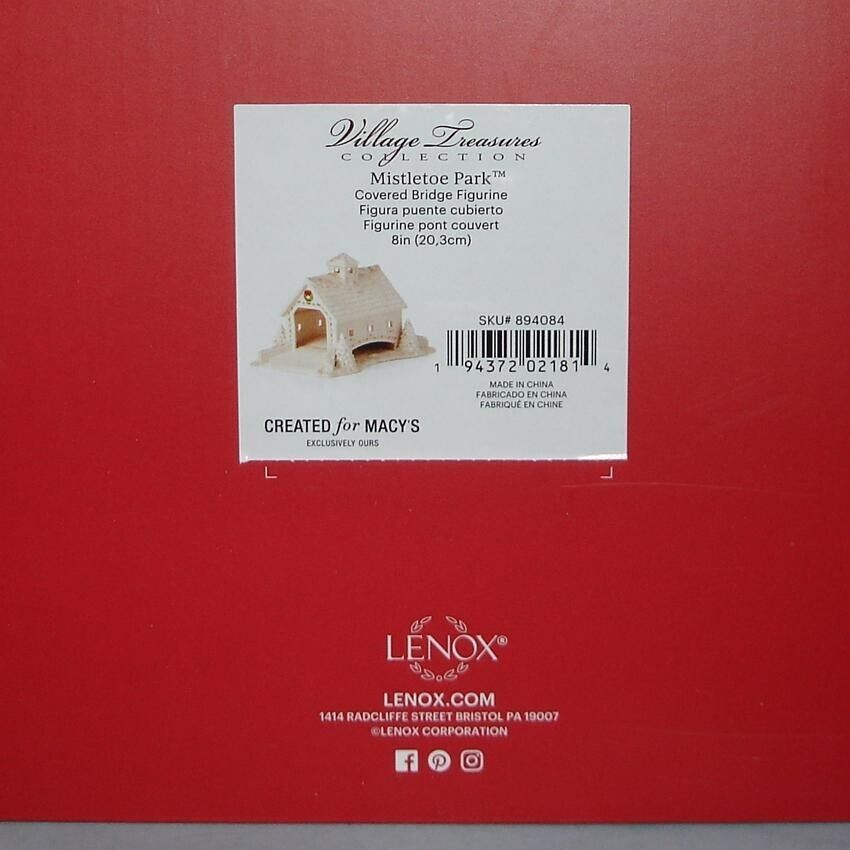 Village Treasures
COLLECTION
Mistletoe Park™
Covered Bridge Figurine
Figura puente cubierto
Figurine pont couvert
8in (20,3cm)
SKU# 894084
1 94372 02181 4
MADE IN CHINA
FABRICADO EN CHINA
FABRIQUÉ EN CHINE
CREATED for MACY'S
EXCLUSIVELY OURS
LENOX®
LENOX.COM
1414 RADCLIFFE STREET BRISTOL PA 19007
©LENOX CORPORATION